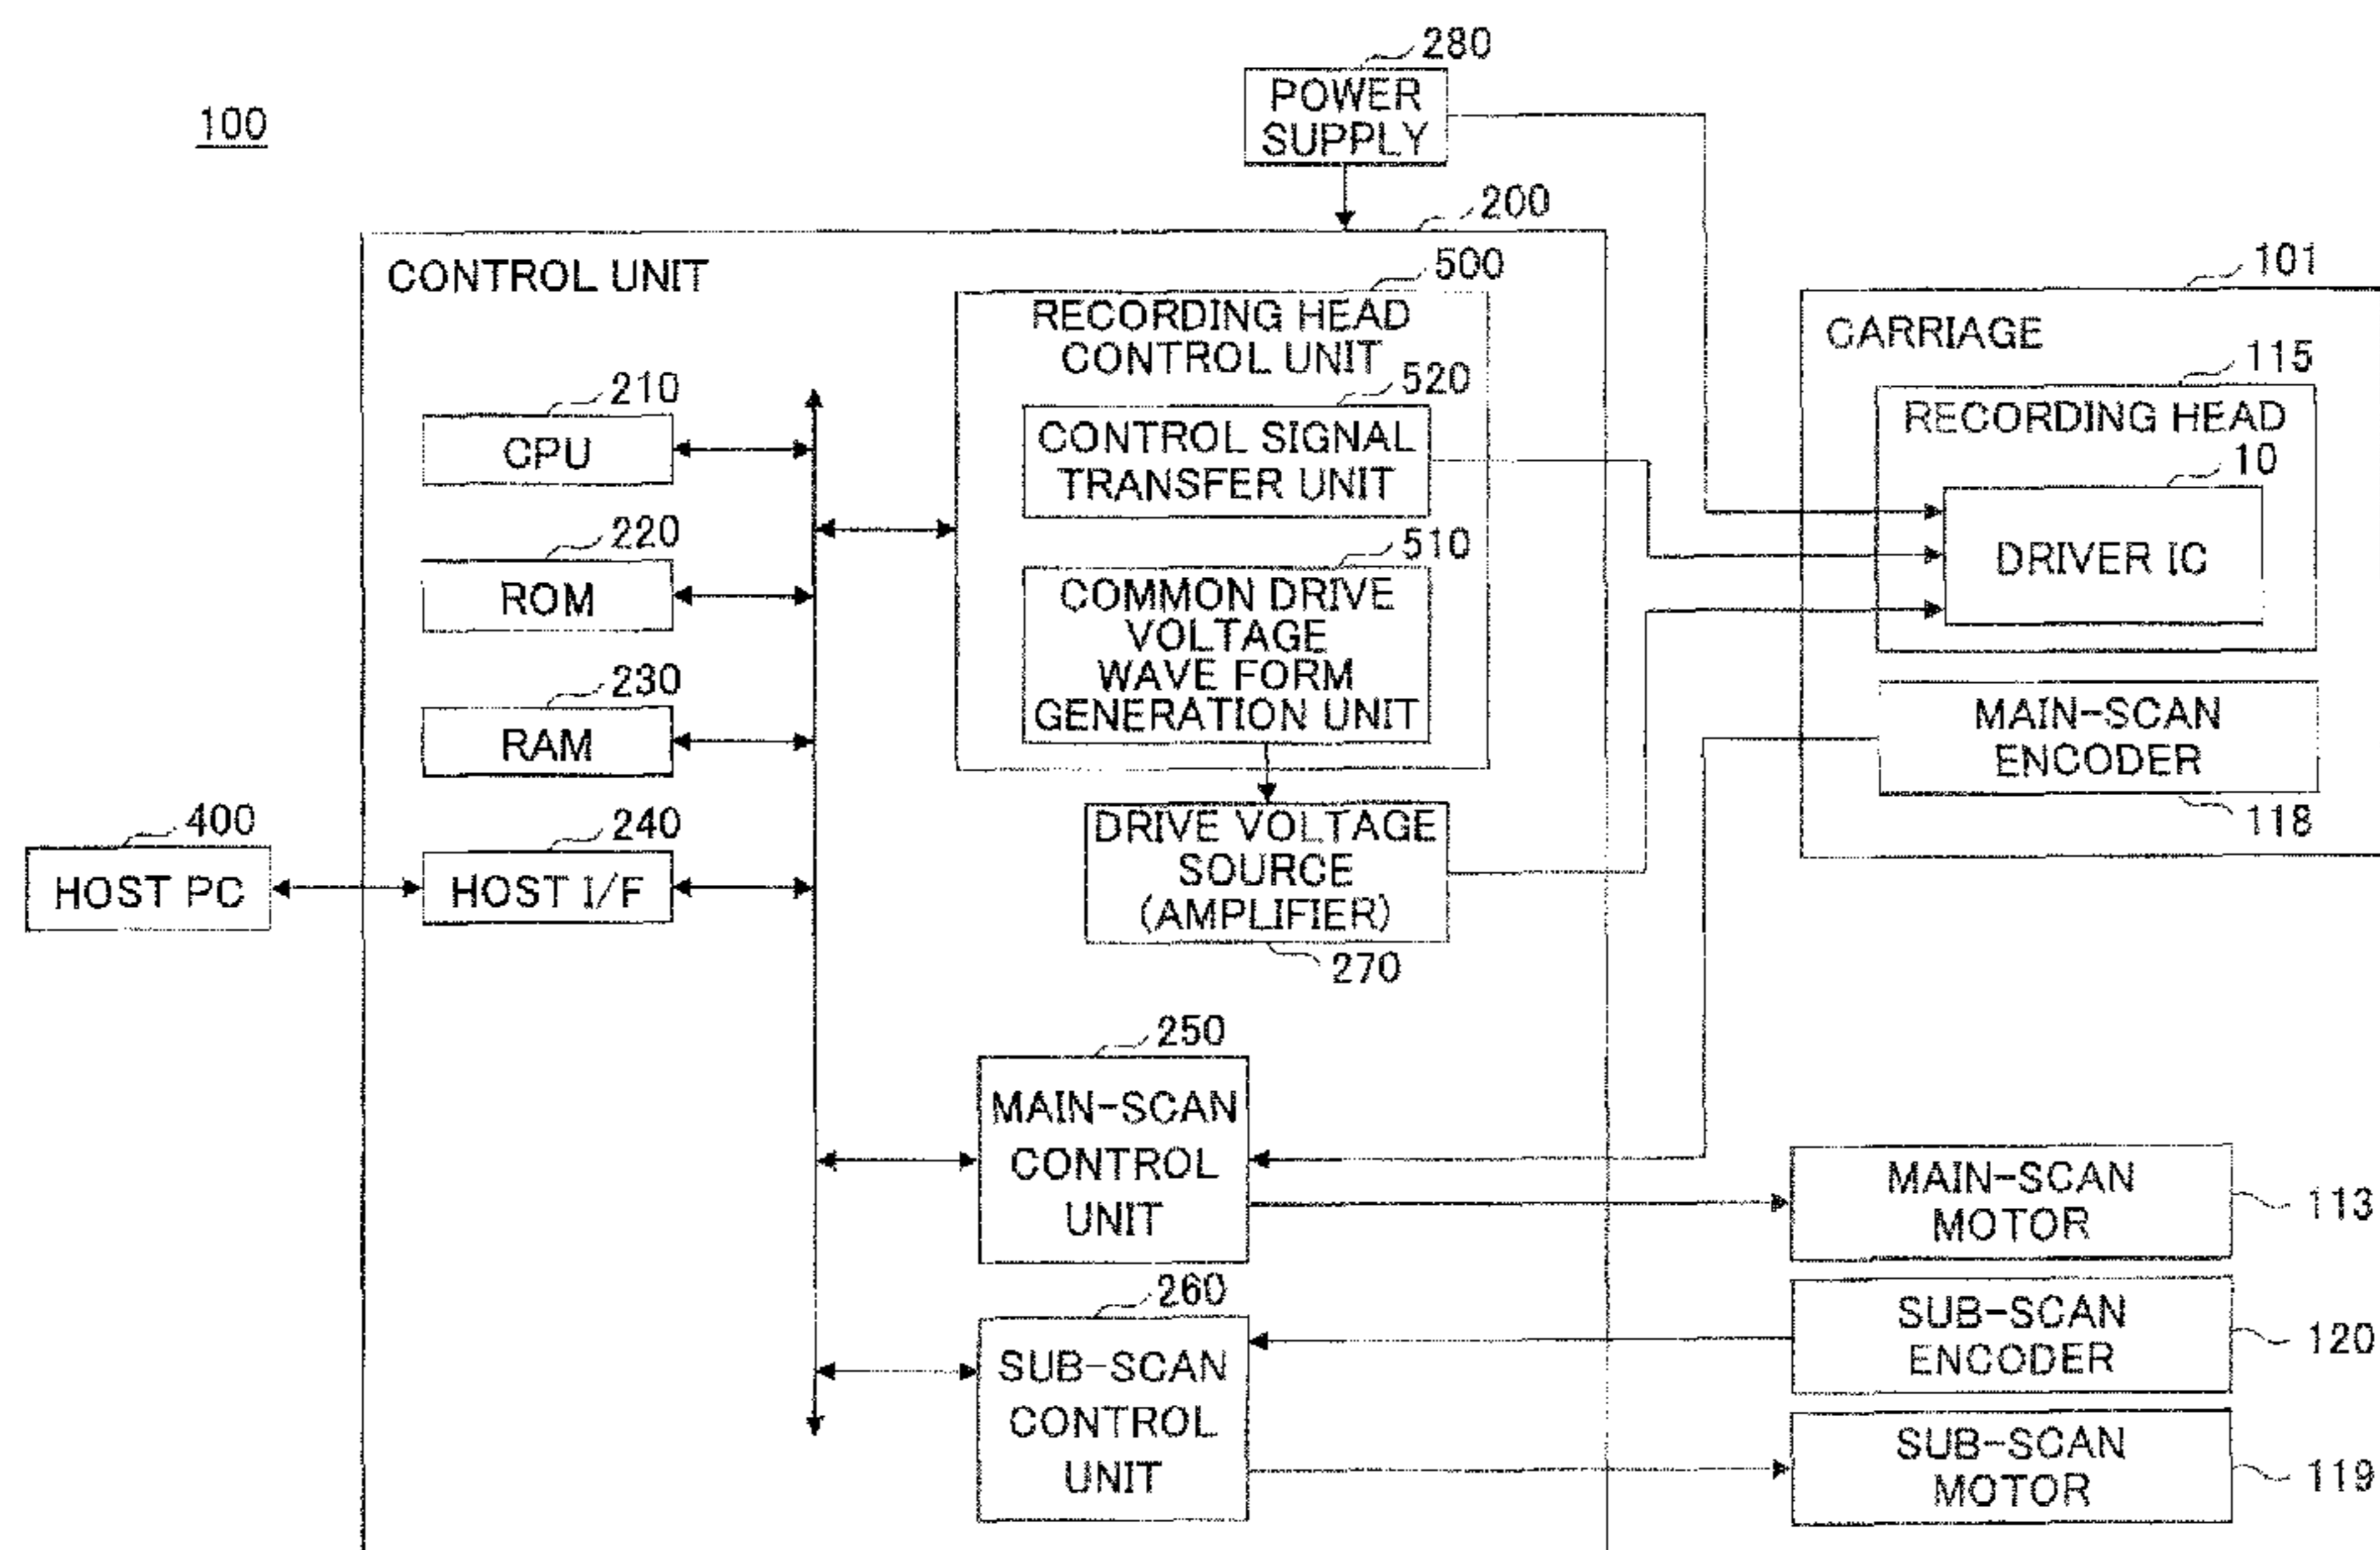 280
POWER
SUPPLY
100
200
CONTROL UNIT
500
RECORDING HEAD
CONTROL UNIT
101
CARRIAGE
115
RECORDING HEAD
10
DRIVER IC
210
CPU
520
CONTROL SIGNAL
TRANSFER UNIT
220
ROM
510
COMMON DRIVE
VOLTAGE
WAVE FORM
GENERATION UNIT
230
RAM
MAIN-SCAN
ENCODER
118
400
HOST PC
240
HOST I/F
DRIVE VOLTAGE
SOURCE
(AMPLIFIER)
270
250
MAIN-SCAN
CONTROL
UNIT
MAIN-SCAN
MOTOR
113
260
SUB-SCAN
CONTROL
UNIT
SUB-SCAN
ENCODER
120
SUB-SCAN
MOTOR
119